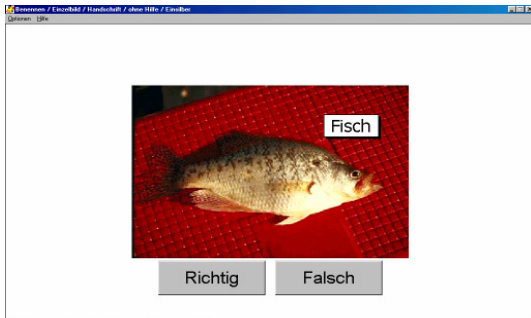 Benennen / Einzelbild / Handschrift / ohne Hilfe / Einsilber
Optionen Hilfe
Fisch
Richtig Falsch